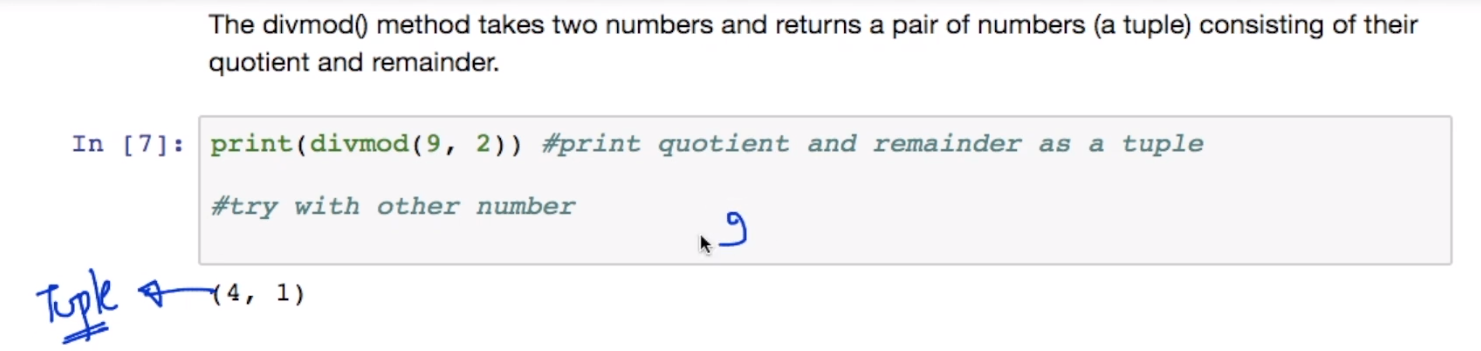 The divmod() method takes two numbers and returns a pair of numbers (a tuple) consisting of their
quotient and remainder.
In [7]: print(divmod(9, 2)) #print quotient and remainder as a tuple
#try with other number
9
Tuple (4, 1)